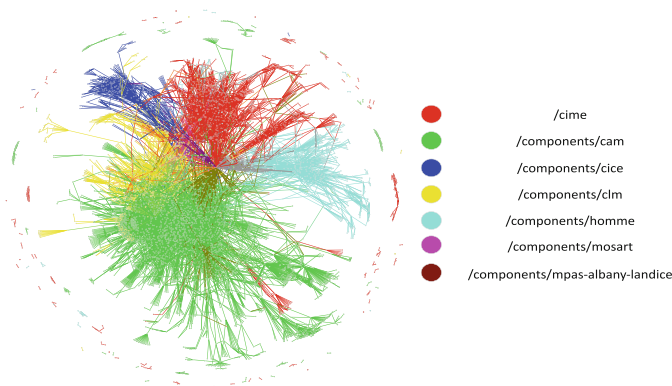 /cime
/components/cam
/components/cice
/components/clm
/components/homme
/components/mosart
/components/mpas-albany-landice